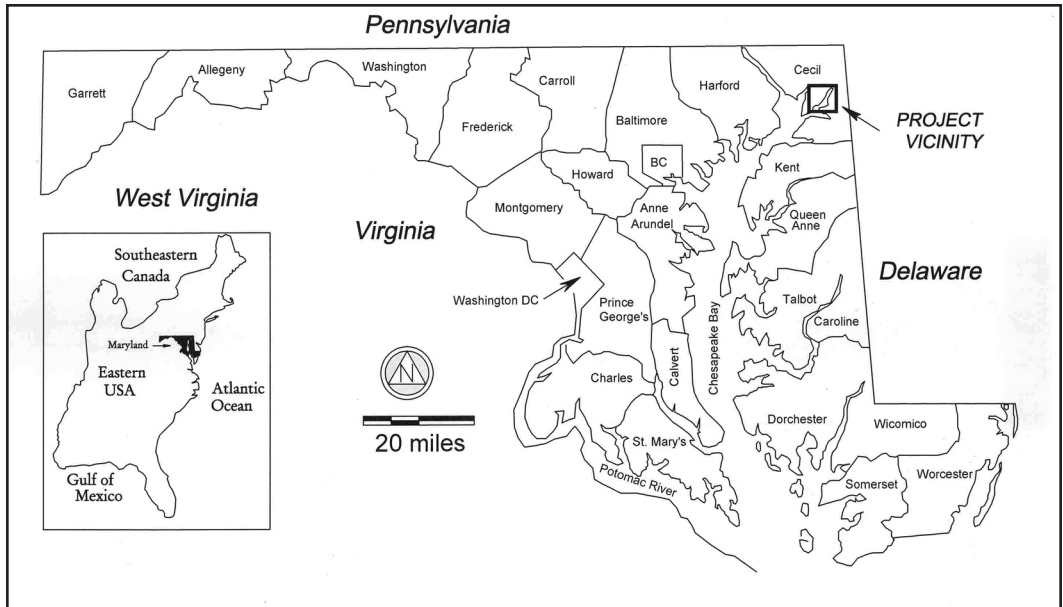 Pennsylvania
Garrett
Allegeny
Washington
Frederick
Carroll
Baltimore
Harford
Cecil
PROJECT
VICINITY
BC
Howard
Kent
Montgomery
Anne
Arundel
Queen
Anne
West Virginia
Virginia
Delaware
Washington DC
Prince
George's
Talbot
Caroline
Chesapeake Bay
Calvert
Charles
St. Mary's
Dorchester
Wicomico
Somerset
Worcester
Potomac River
N
20 miles
Southeastern
Canada
Maryland
Eastern
USA
Atlantic
Ocean
Gulf of
Mexico